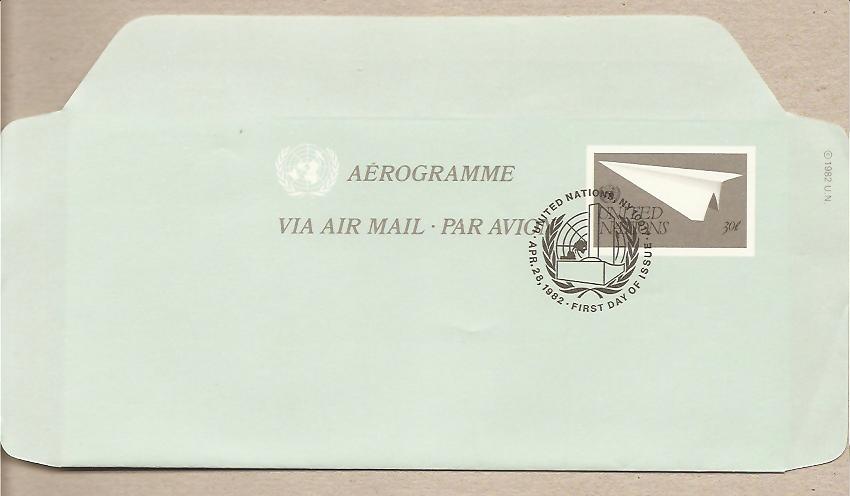 AÉROGRAMME
VIA AIR MAIL · PAR AVION
UNITED
NATIONS
30¢
© 1982 U.N.
· UNITED NATIONS, NY 10017 ·
APR. 28, 1982 · FIRST DAY OF ISSUE